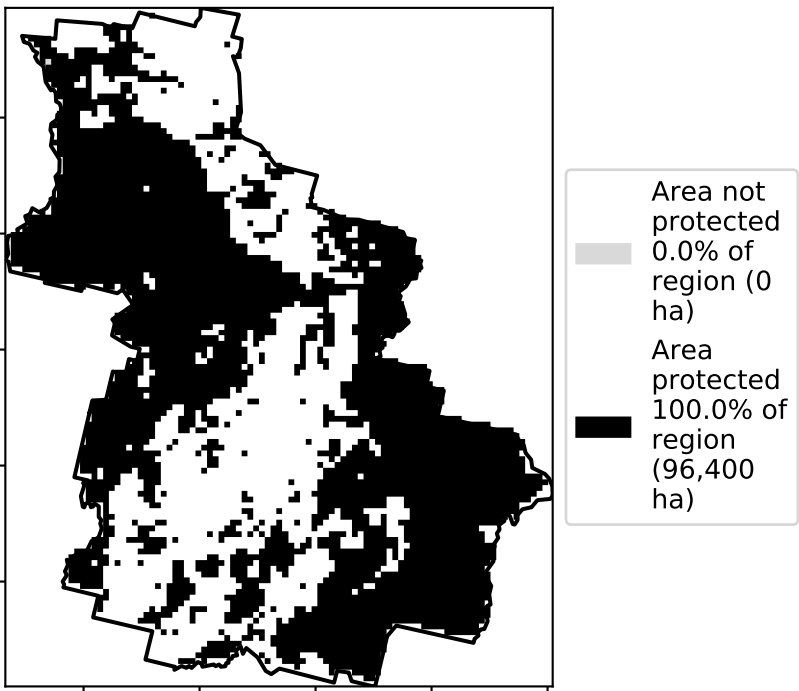 Area not
protected
0.0% of
region (0
ha)
Area
protected
100.0% of
region
(96,400
ha)